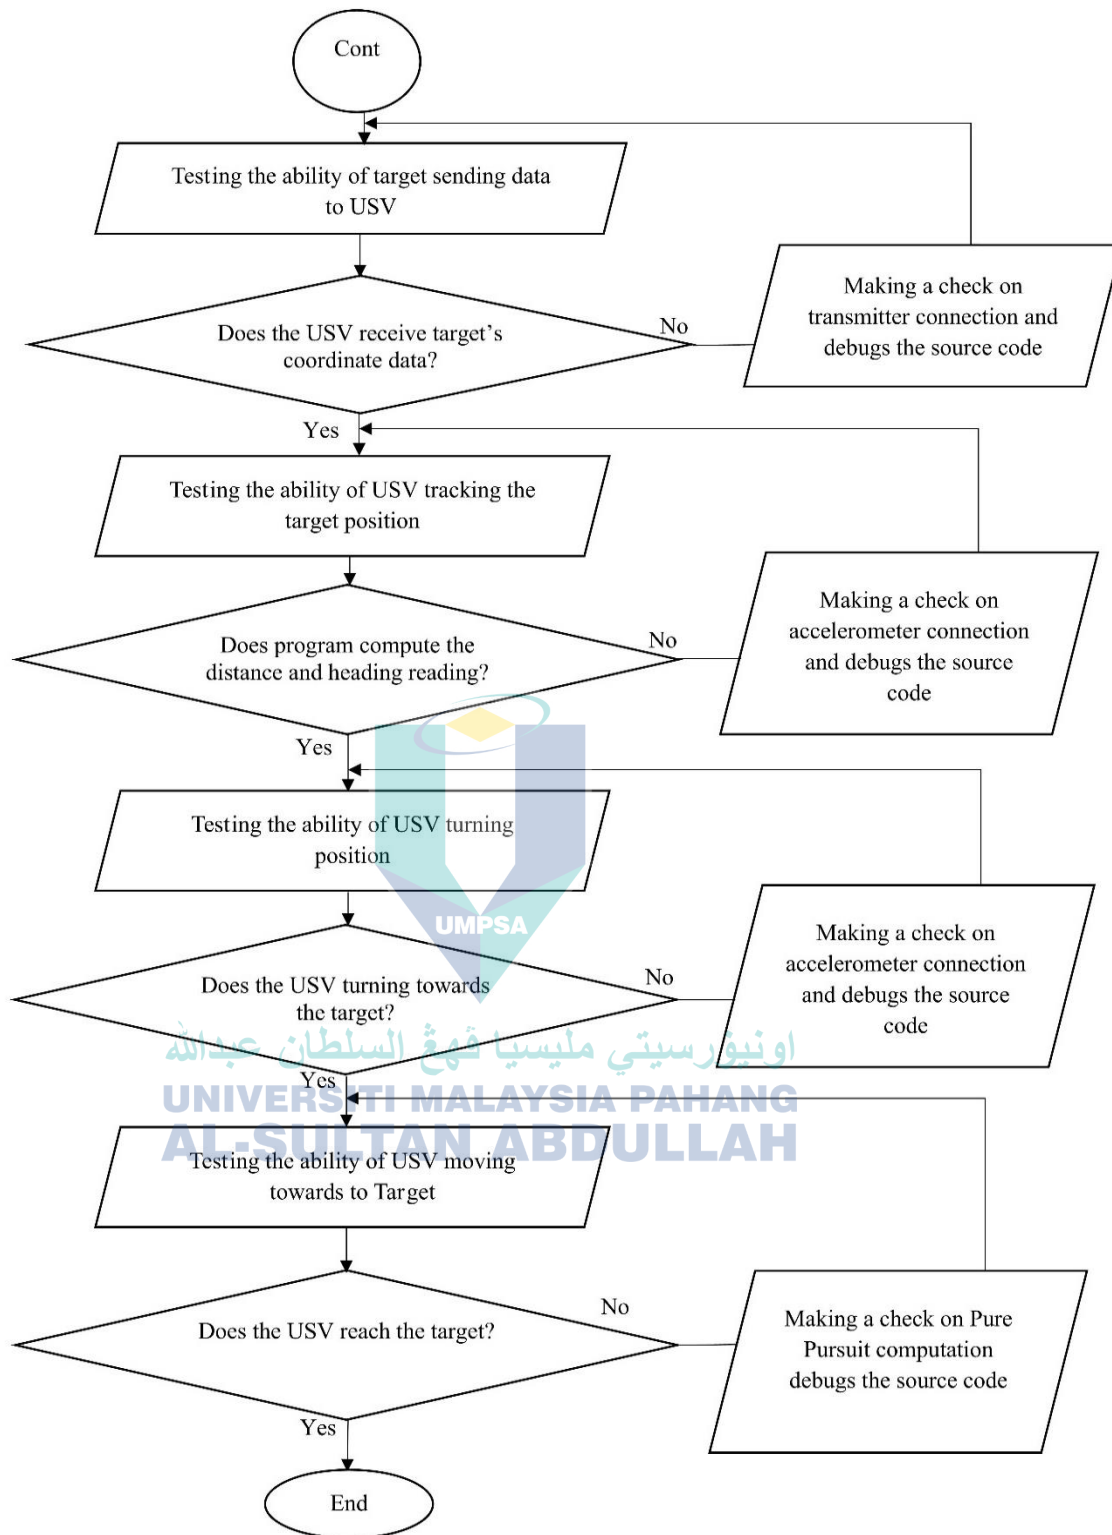 Cont
Testing the ability of target sending data
to USV
Does the USV receive target's
coordinate data?
No
Making a check on
transmitter connection and
debugs the source code
Yes
Testing the ability of USV tracking the
target position
Does program compute the
distance and heading reading?
No
Making a check on
accelerometer connection
and debugs the source
code
Yes
Testing the ability of USV turning
position
UMPSA
Does the USV turning towards
the target?
No
Making a check on
accelerometer connection
and debugs the source
code
اونيۏرسيتي مليسيا ڤهڠ السلطان عبدالله
Yes
UNIVERSITI MALAYSIA PAHANG
AL-SULTAN ABDULLAH
Testing the ability of USV moving
towards to Target
Does the USV reach the target?
No
Making a check on Pure
Pursuit computation
debugs the source code
Yes
End